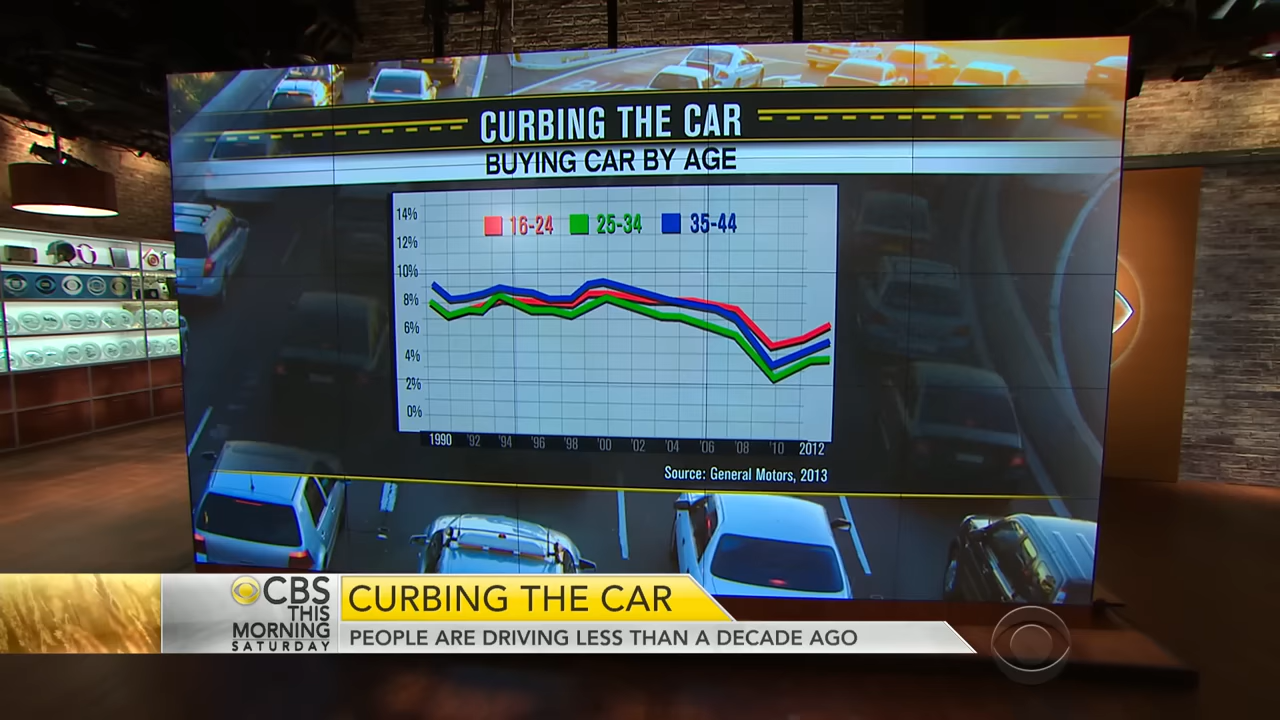 CURBING THE CAR
BUYING CAR BY AGE
14%
16-24 25-34 35-44
12%
10%
8%
6%
4%
2%
0%
1990 '92 '94 '96 '98 '00 '02 '04 '06 '08 '10 2012
Source: General Motors, 2013
CBS
THIS
MORNING
SATURDAY
CURBING THE CAR
PEOPLE ARE DRIVING LESS THAN A DECADE AGO